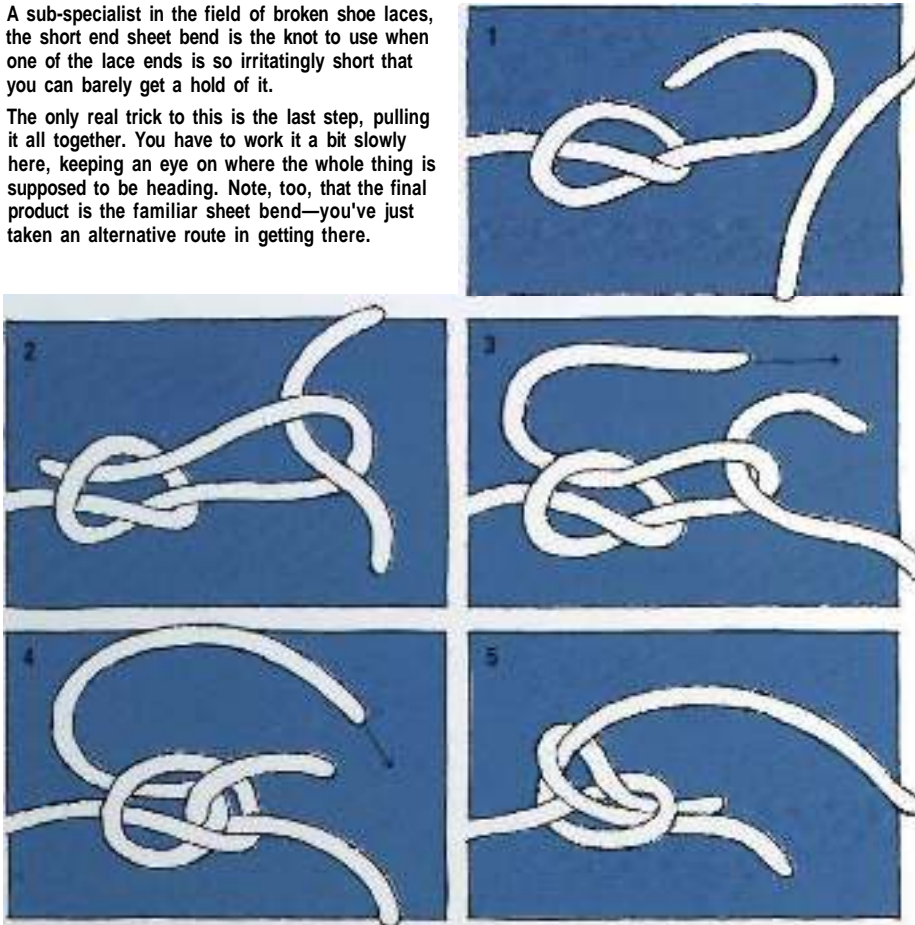 A sub-specialist in the field of broken shoe laces,
the short end sheet bend is the knot to use when
one of the lace ends is so irritatingly short that
you can barely get a hold of it.
The only real trick to this is the last step, pulling
it all together. You have to work it a bit slowly
here, keeping an eye on where the whole thing is
supposed to be heading. Note, too, that the final
product is the familiar sheet bend—you've just
taken an alternative route in getting there.
1
2
3
4
5